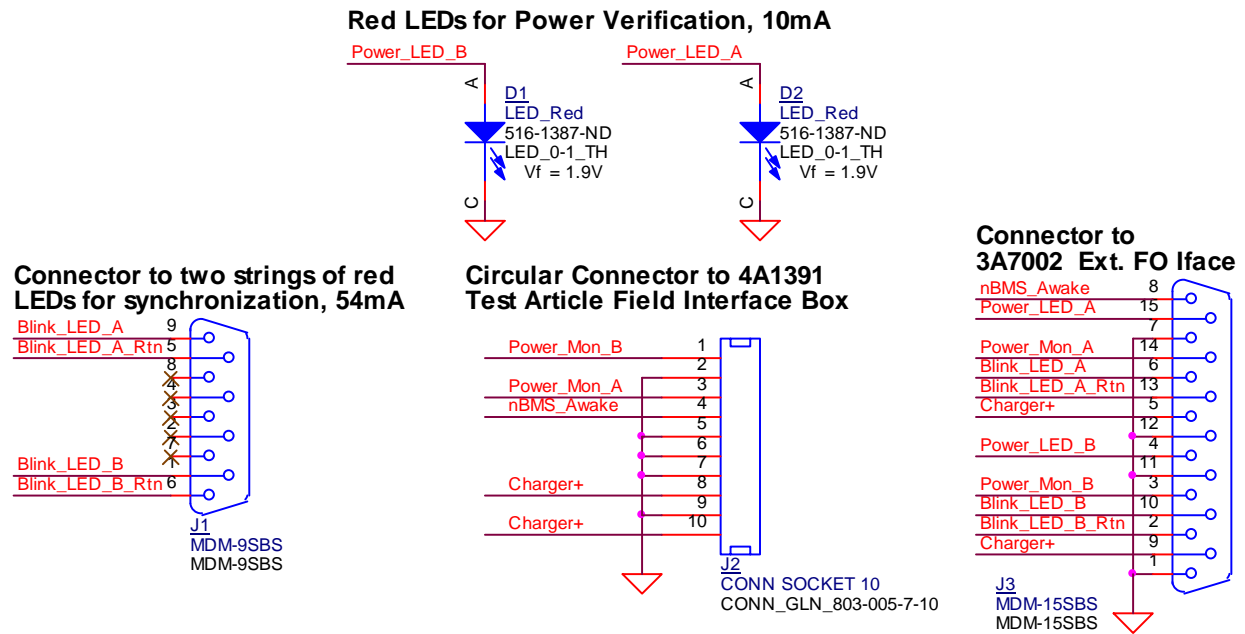 Red LEDs for Power Verification, 10mA
Power_LED_B
A
D1
LED_Red
516-1387-ND
LED_0-1_TH
Vf = 1.9V
C
Power_LED_A
A
D2
LED_Red
516-1387-ND
LED_0-1_TH
Vf = 1.9V
C
Connector to two strings of red
LEDs for synchronization, 54mA
Blink_LED_A 9
Blink_LED_A_Rtn 5
8
4
3
2
7
Blink_LED_B 1
Blink_LED_B_Rtn 6
J1
MDM-9SBS
MDM-9SBS
Circular Connector to 4A1391
Test Article Field Interface Box
Power_Mon_B 1
2
Power_Mon_A 3
nBMS_Awake 4
5
6
7
Charger+ 8
9
Charger+ 10
J2
CONN SOCKET 10
CONN_GLN_803-005-7-10
Connector to
3A7002 Ext. FO Iface
nBMS_Awake 8
Power_LED_A 15
7
Power_Mon_A 14
Blink_LED_A 6
Blink_LED_A_Rtn 13
Charger+ 5
12
Power_LED_B 4
11
Power_Mon_B 3
Blink_LED_B 10
Blink_LED_B_Rtn 2
Charger+ 9
1
J3
MDM-15SBS
MDM-15SBS